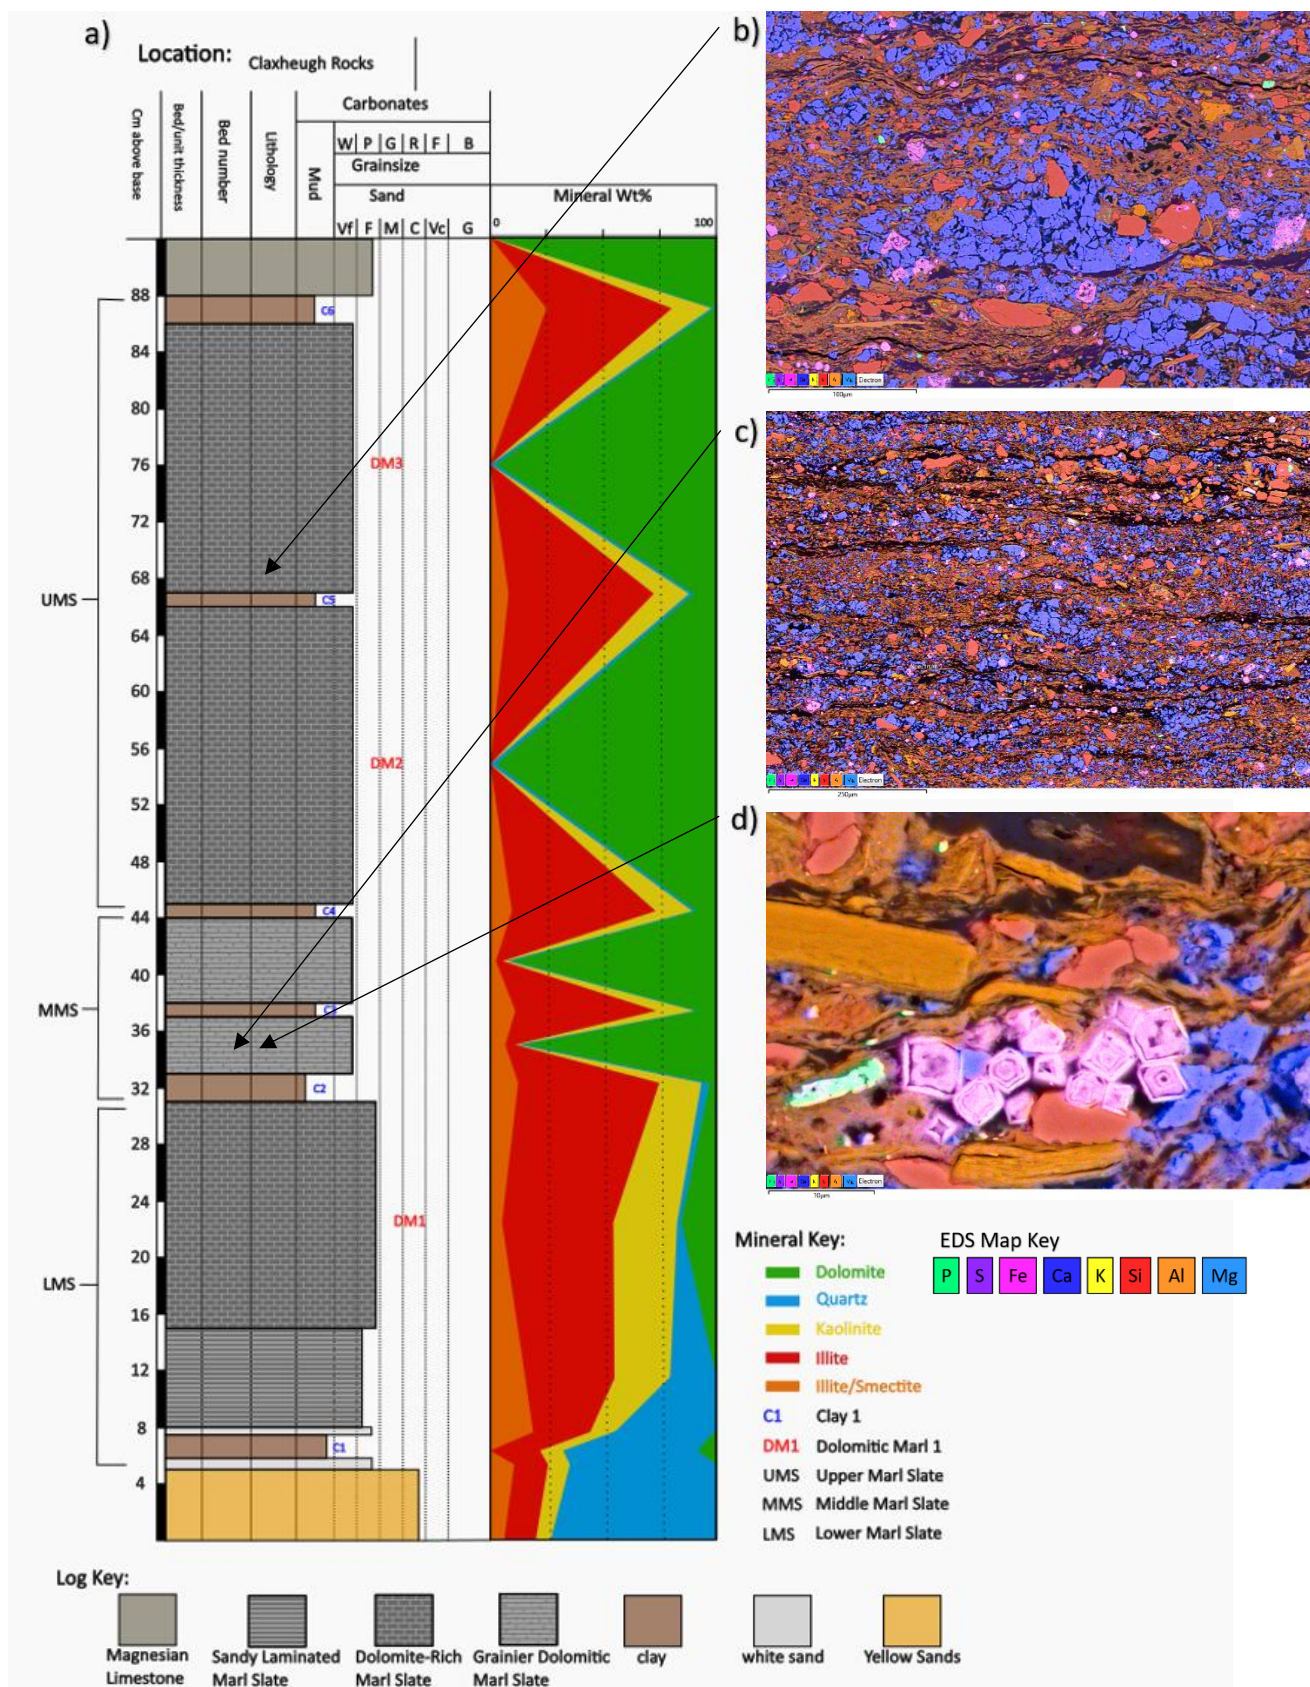 a)
Location: Claxheugh Rocks
Cm above base
Bed/unit thickness
Bed number
Lithology
Mud
Carbonates
W P G R F B
Grainsize
Sand
Vf F M C Vc G
Mineral Wt%
0 100
88
84
80
76
72
68
64
60
56
52
48
44
40
36
32
28
24
20
16
12
8
4
UMS
MMS
LMS
C6
DM3
C5
DM2
C4
C3
C2
DM1
C1
b)
Electron
100µm
c)
Electron
250µm
d)
Electron
10µm
Mineral Key:
Dolomite
Quartz
Kaolinite
Illite
Illite/Smectite
C1 Clay 1
DM1 Dolomitic Marl 1
UMS Upper Marl Slate
MMS Middle Marl Slate
LMS Lower Marl Slate
EDS Map Key
P S Fe Ca K Si Al Mg
Log Key:
Magnesian
Limestone
Sandy Laminated
Marl Slate
Dolomite-Rich
Marl Slate
Grainier Dolomitic
Marl Slate
clay
white sand
Yellow Sands